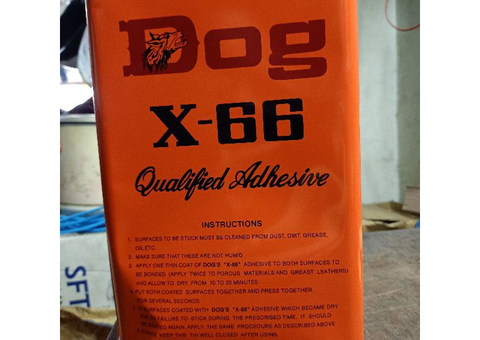 Dog
X-66
Qualified Adhesive
INSTRUCTIONS
1. SURFACES TO BE STUCK MUST BE CLEANED FROM DUST, DIRT, GREASE,
OIL, ETC.
2. MAKE SURE THAT THESE ARE NOT HUMID.
3. APPLY ONE THIN COAT OF DOG'S "X-66" ADHESIVE TO BOTH SURFACES TO
BE BONDED (APPLY TWICE TO POROUS MATERIALS AND GREAST LEATHERS)
AND ALLOW TO DRY FROM 10 TO 20 MINUTES
PUT BOTH COATED SURFACES TOGETHER AND PRESS TOGETHER
FOR SEVERAL SECONDS
SURFACES COATED WITH DOG'S "X-66" ADHESIVE WHICH BECAME DRY
FAILURE TO STICK DURING THE PRESCRIBED TIME, IT SHOULD
AGAIN, APPLY THE SAME PROCEDURE AS DESCRIBED ABOVE
KEEP THIS TIN WELL CLOSED AFTER USING.
SFT